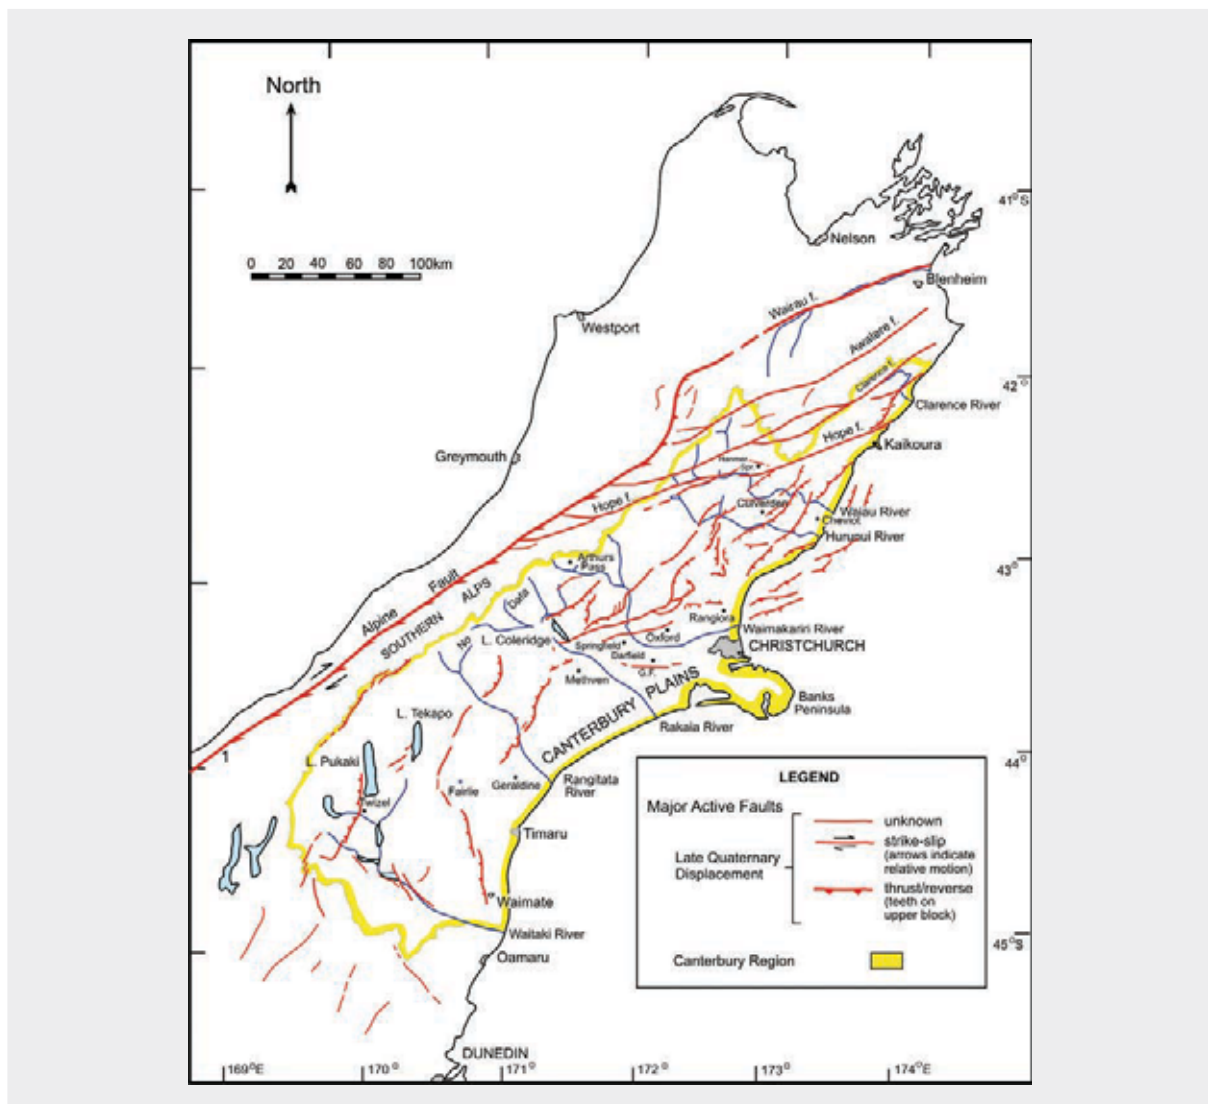 North
0 20 40 60 80 100km
41°S
Nelson
Blenheim
Wairau f.
Westport
Awatere f.
42°
Clarence f.
Clarence River
Hope f.
Kaikoura
Greymouth
Hanmer
Spr.
Hope f.
Culverden
Waiau River
Cheviot
Hurunui River
Arthurs
Pass
43°
Alpine Fault
SOUTHERN ALPS
No Data
L. Coleridge
Rangiora
Oxford
Waimakariri River
Springfield
Darfield
CHRISTCHURCH
G.F.
Methven
CANTERBURY PLAINS
Banks
Peninsula
L. Tekapo
Rakaia River
1
L. Pukaki
44°
Geraldine
Rangitata
River
Fairlie
Twizel
Timaru
Waimate
Waitaki River
45°S
Oamaru
DUNEDIN
169°E 170° 171° 172° 173° 174°E
LEGEND
Major Active Faults
Late Quaternary
Displacement
unknown
strike-slip
(arrows indicate
relative motion)
thrust/reverse
(teeth on
upper block)
Canterbury Region